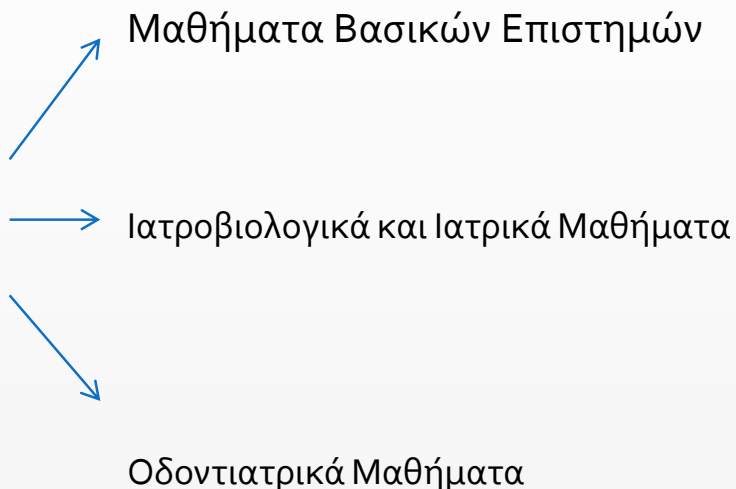 Μαθήματα Βασικών Επιστημών
Ιατροβιολογικά και Ιατρικά Μαθήματα
Οδοντιατρικά Μαθήματα